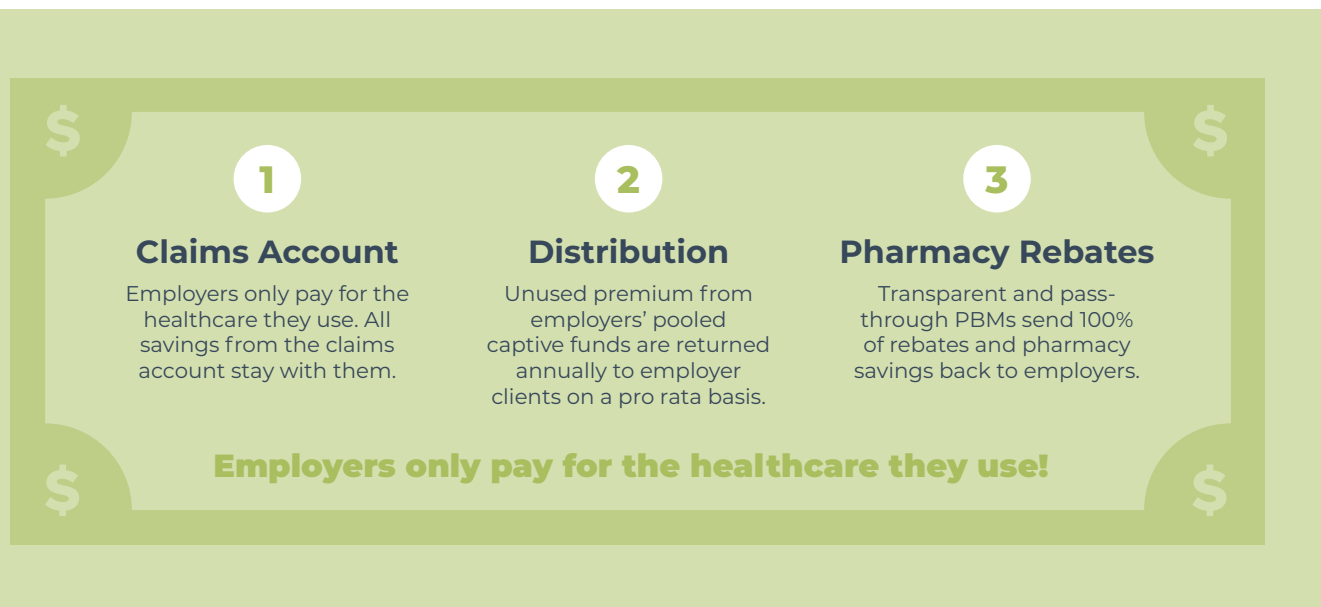 $
$
1
Claims Account
Employers only pay for the
healthcare they use. All
savings from the claims
account stay with them.
2
Distribution
Unused premium from
employers’ pooled
captive funds are returned
annually to employer
clients on a pro rata basis.
3
Pharmacy Rebates
Transparent and pass-
through PBMs send 100%
of rebates and pharmacy
savings back to employers.
Employers only pay for the healthcare they use!
$
$